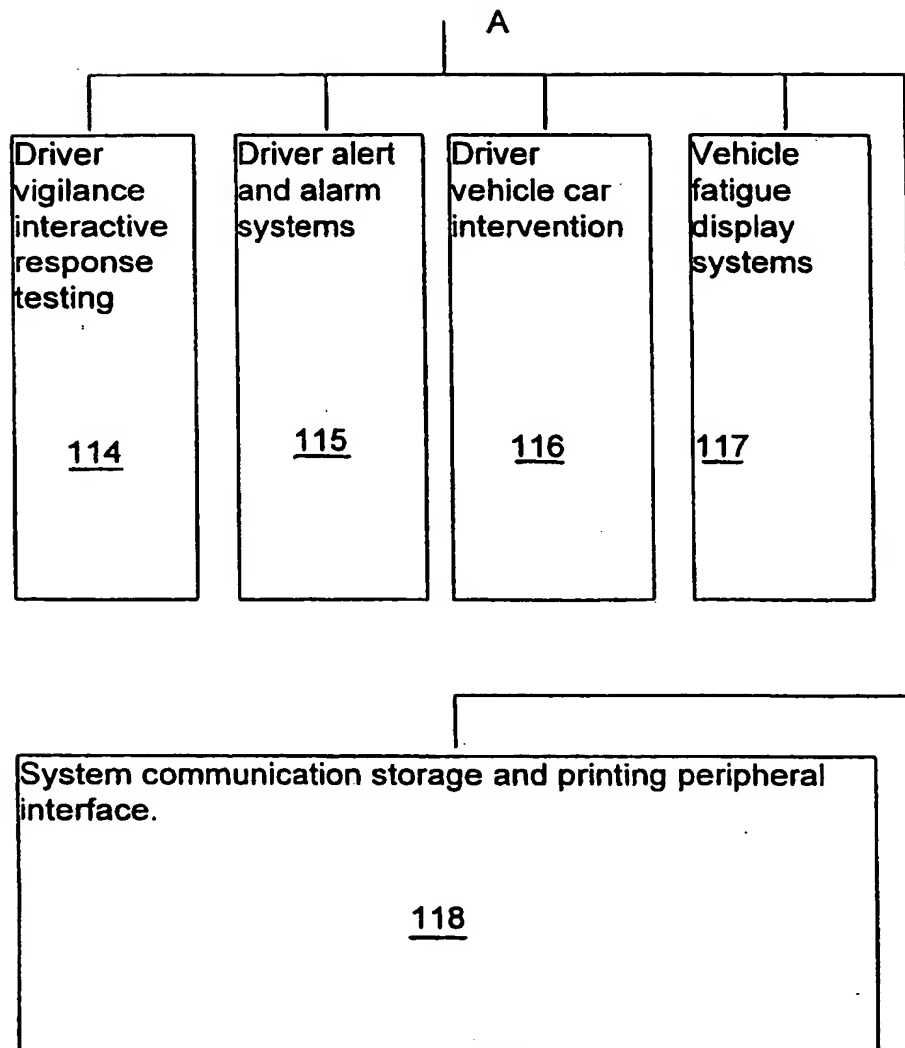 A
Driver
vigilance
interactive
response
testing
114
Driver alert
and alarm
systems
115
Driver
vehicle car
intervention
116
Vehicle
fatigue
display
systems
117
System communication storage and printing peripheral
interface.
118